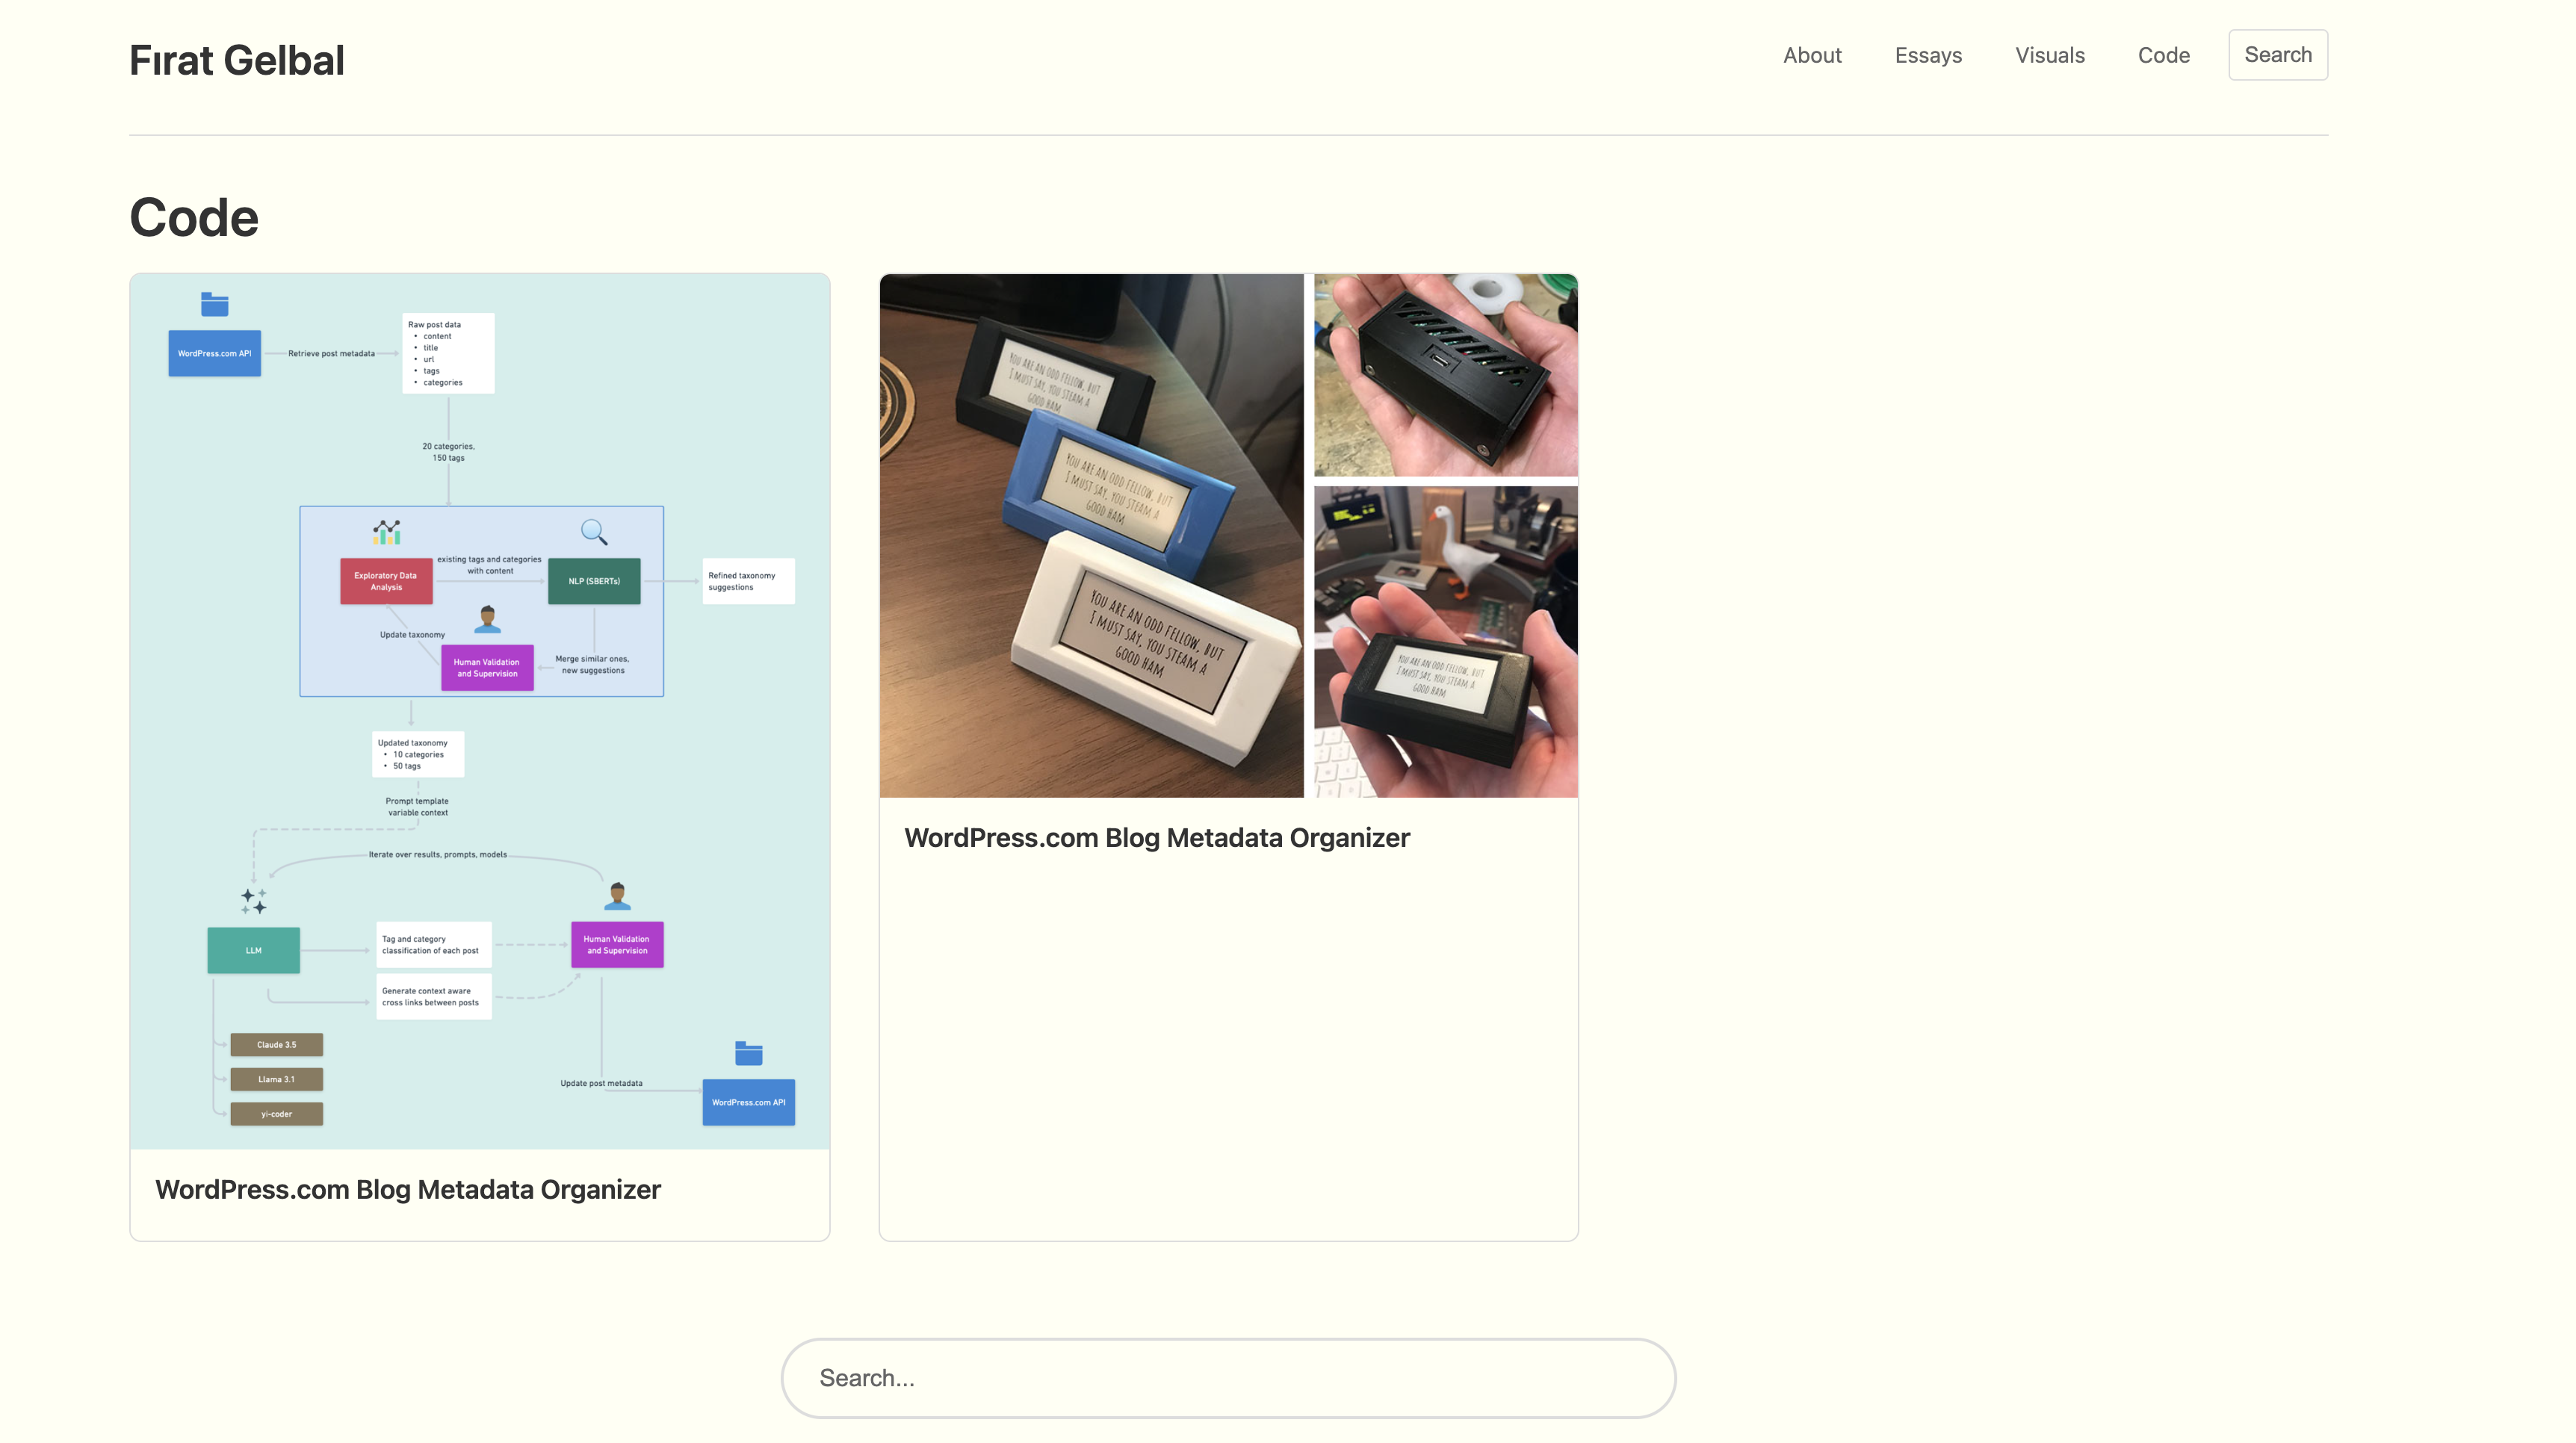 Fırat Gelbal
About
Essays
Visuals
Code
Search
Code
WordPress.com API
Retrieve post metadata
Raw post data
• content
• title
• url
• tags
• categories
20 categories,
150 tags
Exploratory Data
Analysis
existing tags and categories
with content
NLP (SBERTs)
Refined taxonomy
suggestions
Update taxonomy
Human Validation
and Supervision
Merge similar ones,
new suggestions
Updated taxonomy
• 10 categories
• 50 tags
Prompt template
variable context
Iterate over results, prompts, models
LLM
Tag and category
classification of each post
Human Validation
and Supervision
Generate context aware
cross links between posts
Claude 3.5
Llama 3.1
yi-coder
Update post metadata
WordPress.com API
WordPress.com Blog Metadata Organizer
YOU ARE AN ODD FELLOW, BUT
I MUST SAY, YOU STEAM A
GOOD HAM
YOU ARE AN ODD FELLOW, BUT
I MUST SAY, YOU STEAM A
GOOD HAM
YOU ARE AN ODD FELLOW, BUT
I MUST SAY, YOU STEAM A
GOOD HAM
YOU ARE AN ODD FELLOW, BUT
I MUST SAY, YOU STEAM A
GOOD HAM
WordPress.com Blog Metadata Organizer
Search...